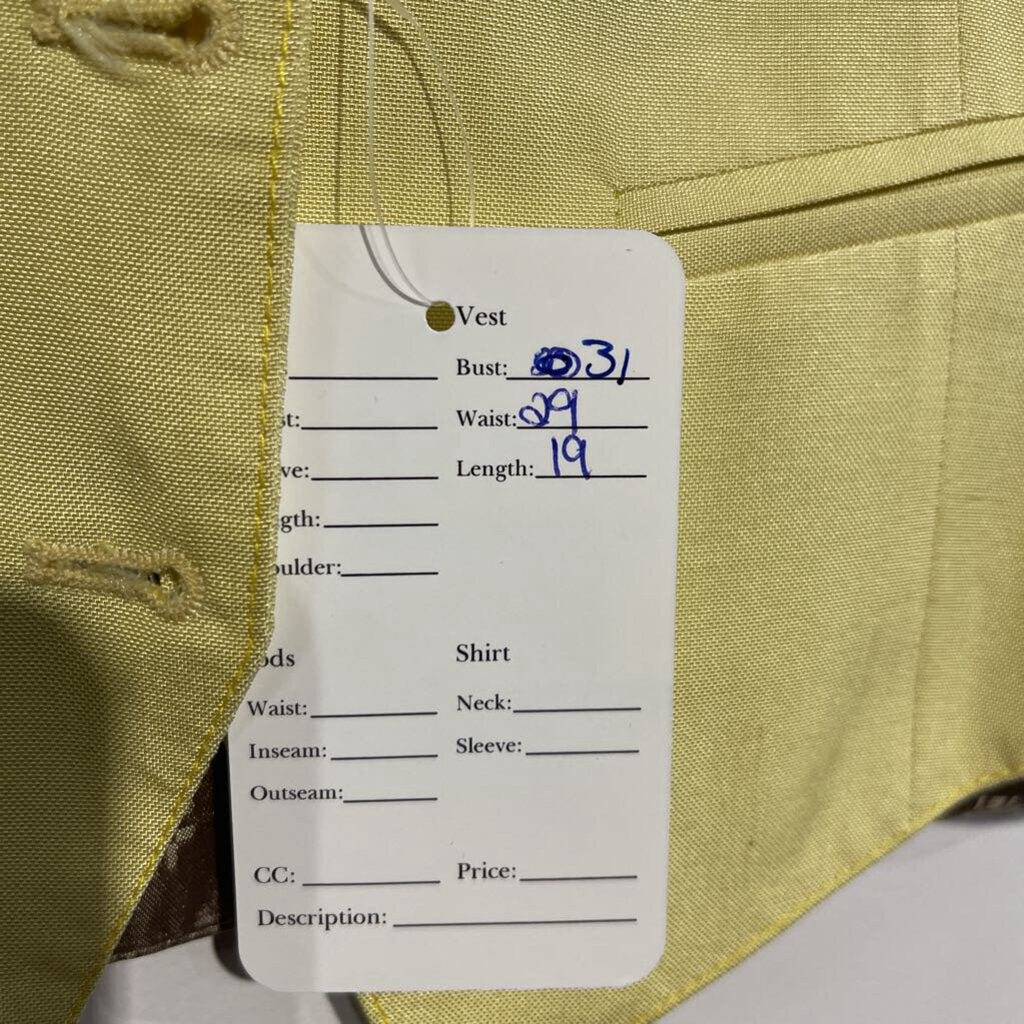 Vest
Bust: 31
st:
Waist: 29
ve:
Length: 19
gth:
oulder:
ods
Shirt
Waist:
Neck:
Inseam:
Sleeve:
Outseam:
CC:
Price:
Description: